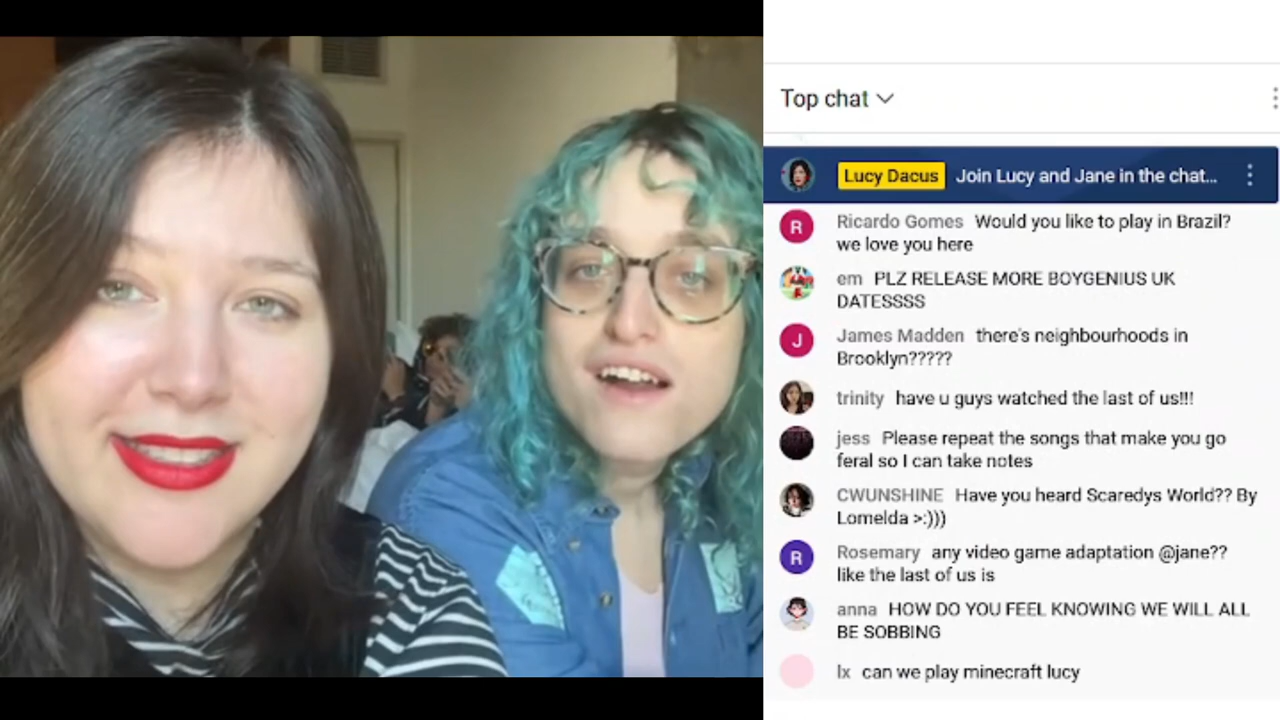 Top chat
Lucy Dacus Join Lucy and Jane in the chat...
Ricardo Gomes Would you like to play in Brazil?
we love you here
em PLZ RELEASE MORE BOYGENIUS UK
DATESSSS
James Madden there's neighbourhoods in
Brooklyn?????
trinity have u guys watched the last of us!!!
jess Please repeat the songs that make you go
feral so I can take notes
CWUNSHINE Have you heard Scaredys World?? By
Lomelda >:)))
Rosemary any video game adaptation @jane??
like the last of us is
anna HOW DO YOU FEEL KNOWING WE WILL ALL
BE SOBBING
lx can we play minecraft lucy
R
J
R